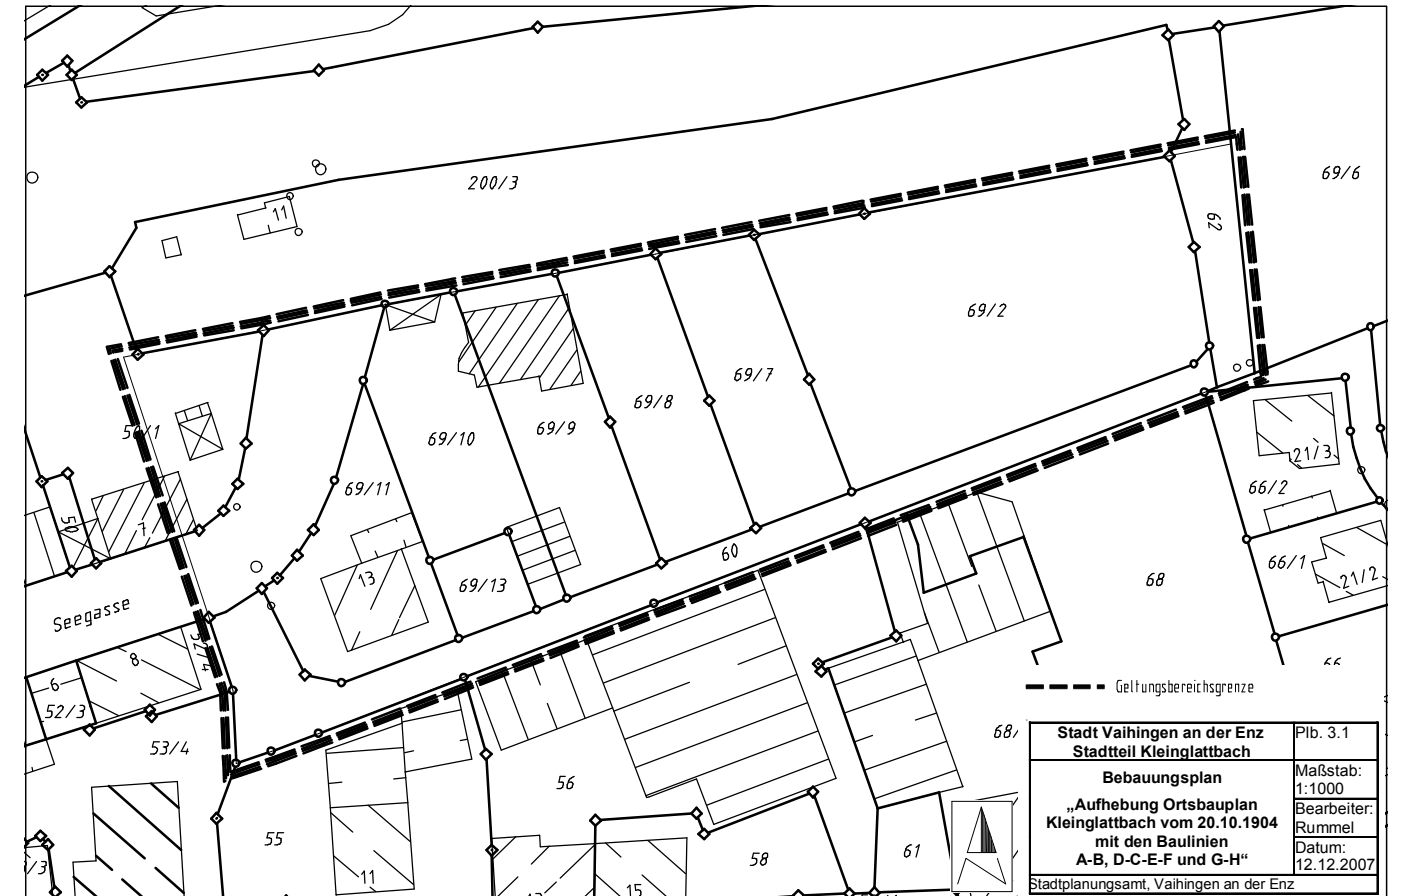 200/3
11
69/6
62
69/2
69/7
69/8
69/9
69/10
69/11
69/13
60
13
7
50
Seegasse
8
6
52/3
52/4
53/4
55
56
58
61
68
66/2
66/1
21/3
21/2
11
15
Geltungsbereichsgrenze
Stadt Vaihingen an der Enz
Stadtteil Kleinglattbach
Plb. 3.1
Bebauungsplan
„Aufhebung Ortsbauplan
Kleinglattbach vom 20.10.1904
mit den Baulinien
A-B, D-C-E-F und G-H“
Maßstab:
1:1000
Bearbeiter:
Rummel
Datum:
12.12.2007
Stadtplanungsamt, Vaihingen an der Enz